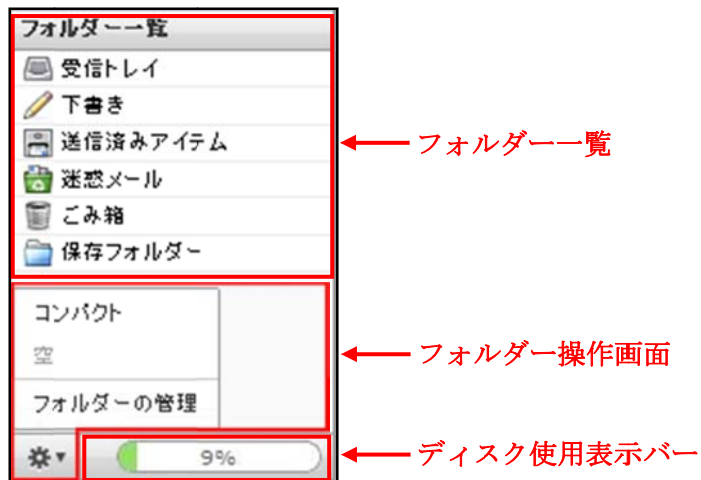 フォルダー一覧
受信トレイ
下書き
送信済みアイテム
迷惑メール
ごみ箱
保存フォルダー
フォルダー一覧
コンパクト
空
フォルダーの管理
フォルダー操作画面
9%
ディスク使用表示バー